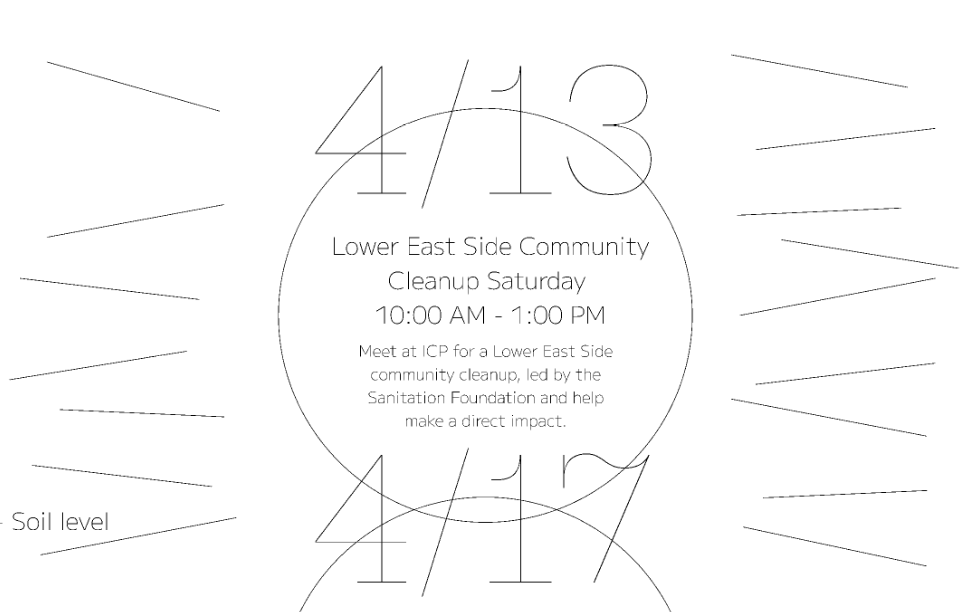 4/13
Lower East Side Community
Cleanup Saturday
10:00 AM - 1:00 PM
Meet at ICP for a Lower East Side
community cleanup, led by the
Sanitation Foundation and help
make a direct impact.
4/17
Soil level